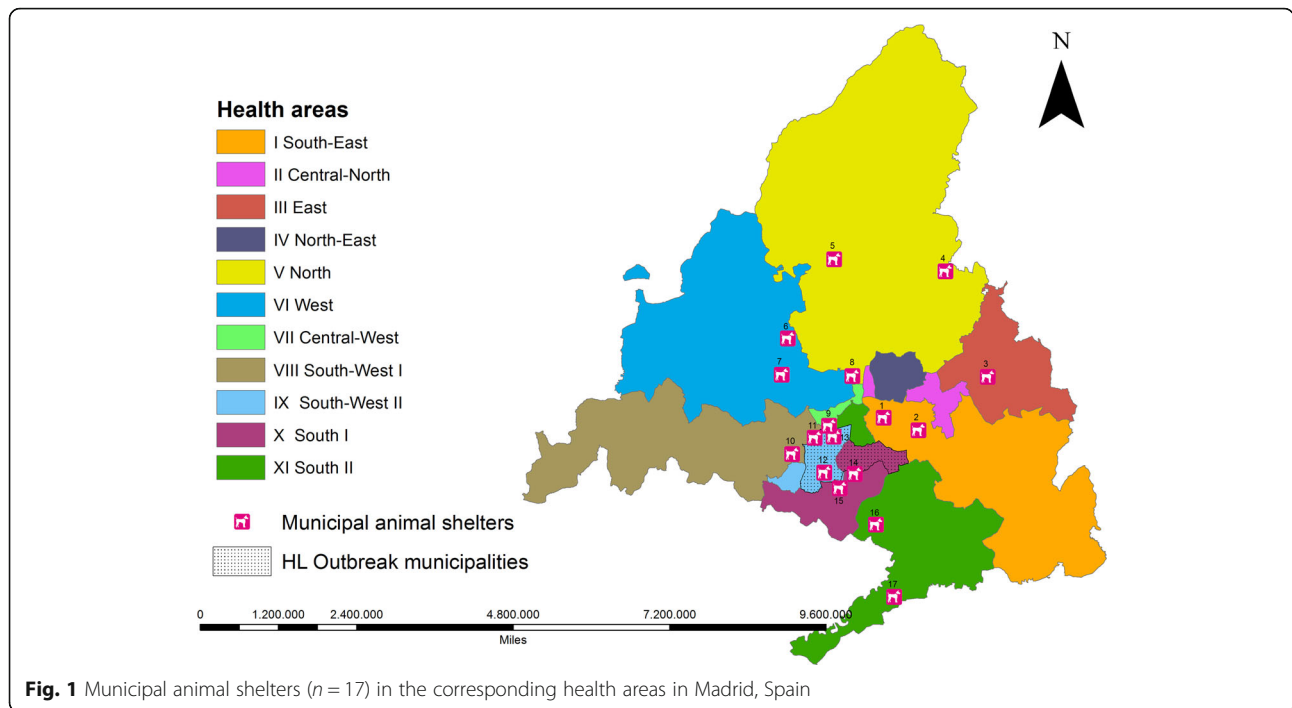 N
Health areas
I South-East
II Central-North
III East
IV North-East
V North
VI West
VII Central-West
VIII South-West I
IX South-West II
X South I
XI South II
Municipal animal shelters
HL Outbreak municipalities
5
4
6
7
8
3
1
2
9
11
13
10
12
14
15
16
17
0 1.200.000 2.400.000 4.800.000 7.200.000 9.600.000
Miles
Fig. 1 Municipal animal shelters (n = 17) in the corresponding health areas in Madrid, Spain